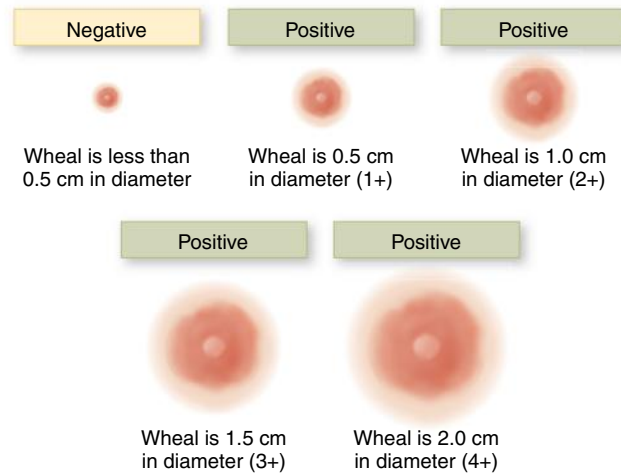 Negative
Positive
Positive
Wheal is less than
0.5 cm in diameter
Wheal is 0.5 cm
in diameter (1+)
Wheal is 1.0 cm
in diameter (2+)
Positive
Positive
Wheal is 1.5 cm
in diameter (3+)
Wheal is 2.0 cm
in diameter (4+)